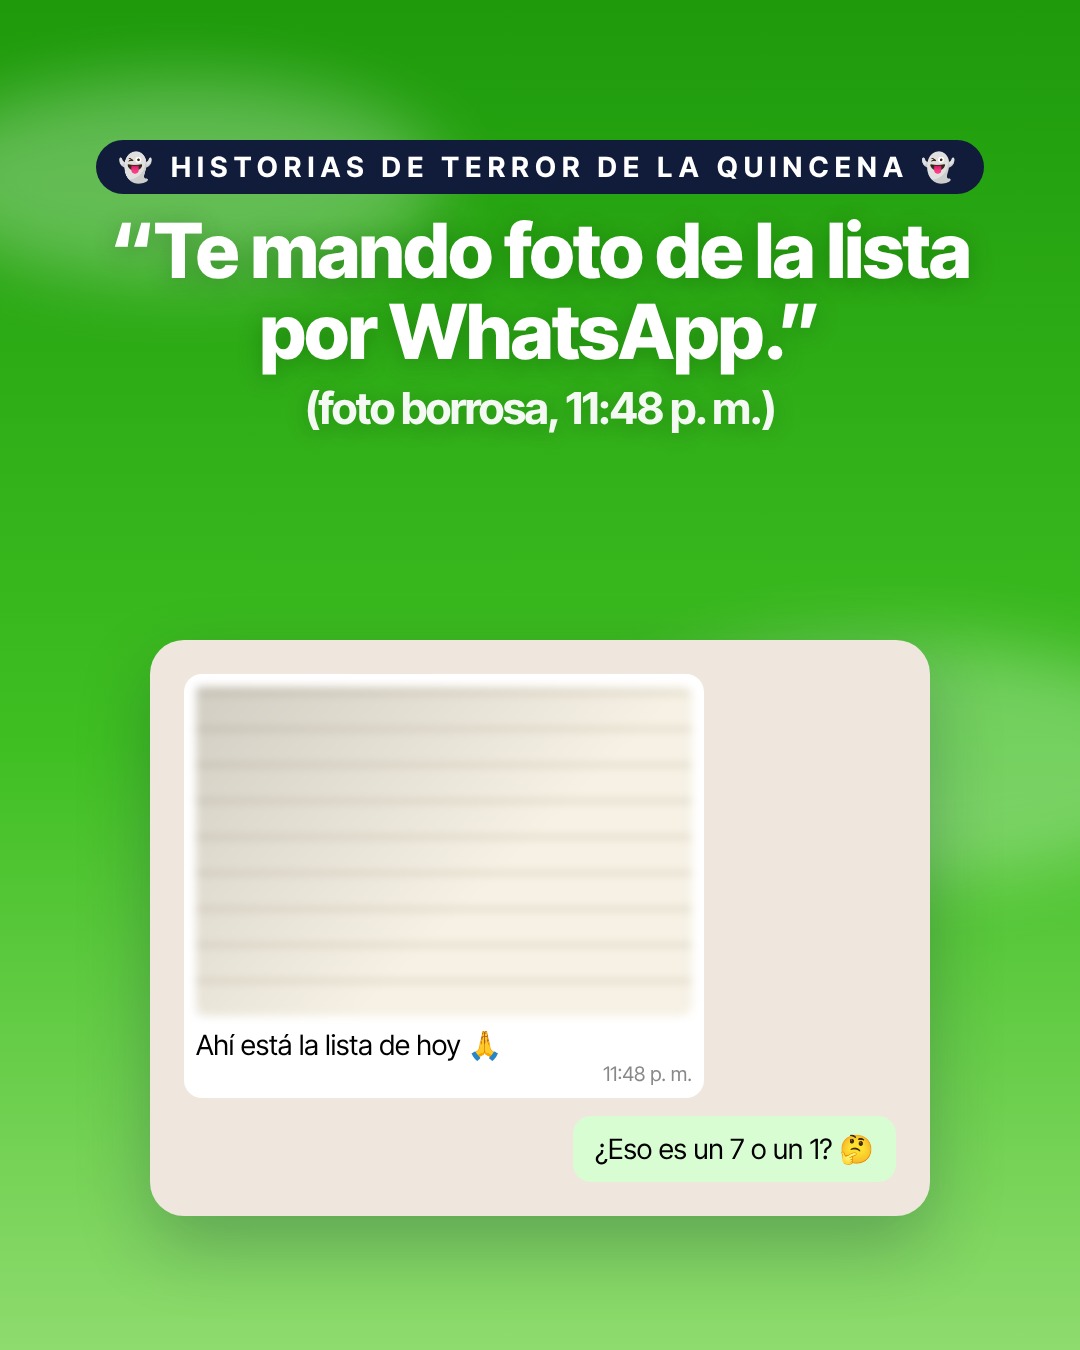 👻 HISTORIAS DE TERROR DE LA QUINCENA 👻
“Te mando foto de la lista
por WhatsApp.”
(foto borrosa, 11:48 p. m.)
Ahí está la lista de hoy 🙏
11:48 p. m.
¿Eso es un 7 o un 1? 🤔